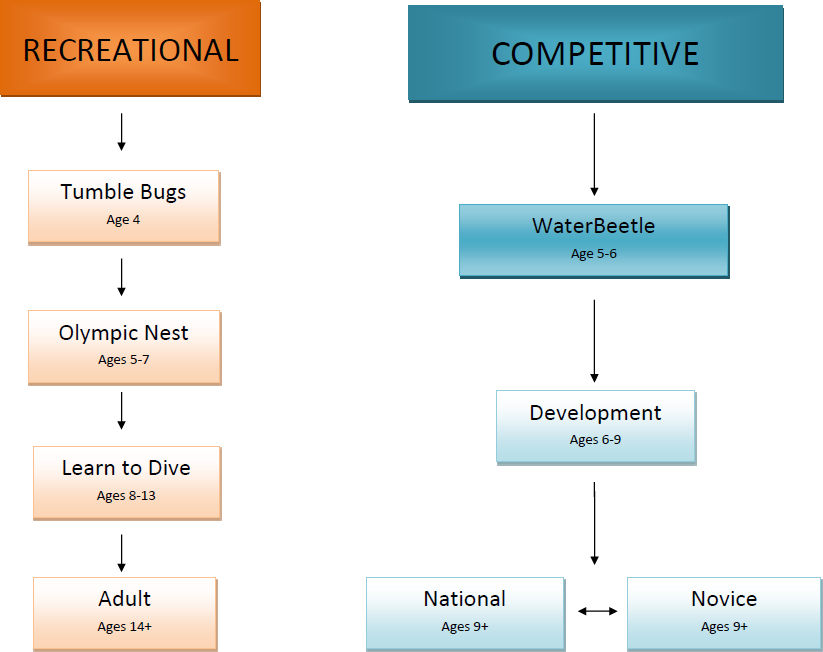 RECREATIONAL
Tumble Bugs
Age 4
Olympic Nest
Ages 5-7
Learn to Dive
Ages 8-13
Adult
Ages 14+
COMPETITIVE
WaterBeetle
Age 5-6
Development
Ages 6-9
National
Ages 9+
Novice
Ages 9+